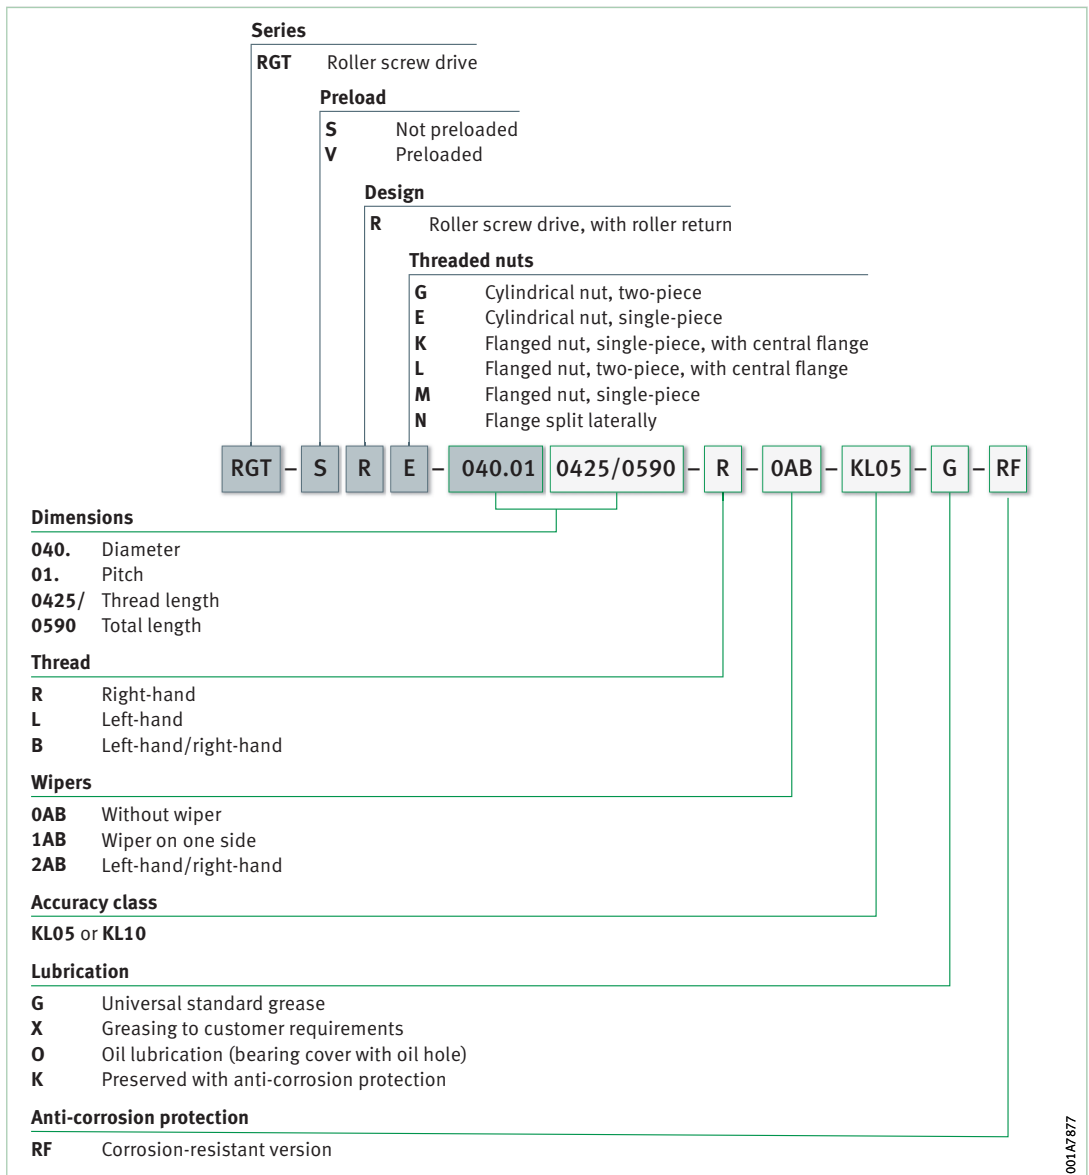 Series
RGT Roller screw drive
Preload
S Not preloaded
V Preloaded
Design
R Roller screw drive, with roller return
Threaded nuts
G Cylindrical nut, two-piece
E Cylindrical nut, single-piece
K Flanged nut, single-piece, with central flange
L Flanged nut, two-piece, with central flange
M Flanged nut, single-piece
N Flange split laterally
RGT – S R E – 040.01 0425/0590 – R – 0AB – KL05 – G – RF
Dimensions
040. Diameter
01. Pitch
0425/ Thread length
0590 Total length
Thread
R Right-hand
L Left-hand
B Left-hand/right-hand
Wipers
0AB Without wiper
1AB Wiper on one side
2AB Left-hand/right-hand
Accuracy class
KL05 or KL10
Lubrication
G Universal standard grease
X Greasing to customer requirements
O Oil lubrication (bearing cover with oil hole)
K Preserved with anti-corrosion protection
Anti-corrosion protection
RF Corrosion-resistant version
001A7877